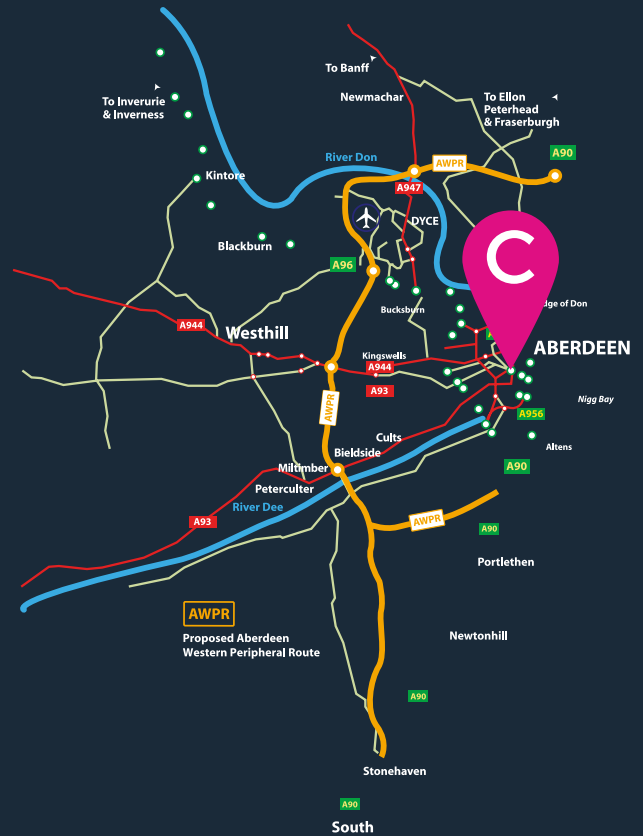 To Banff
Newmachar
To Inverurie
& Inverness
To Ellon
Peterhead
& Fraserburgh
River Don
AWPR
A90
Kintore
A947
DYCE
Blackburn
A96
C
Bucksburn
dge of Don
A944
Westhill
Kingswells
A944
ABERDEEN
A93
Nigg Bay
AWPR
A956
Cults
Altens
Bieldside
Miltimber
A90
Peterculter
River Dee
A93
AWPR
A90
Portlethen
AWPR
Proposed Aberdeen
Western Peripheral Route
Newtonhill
A90
Stonehaven
A90
South